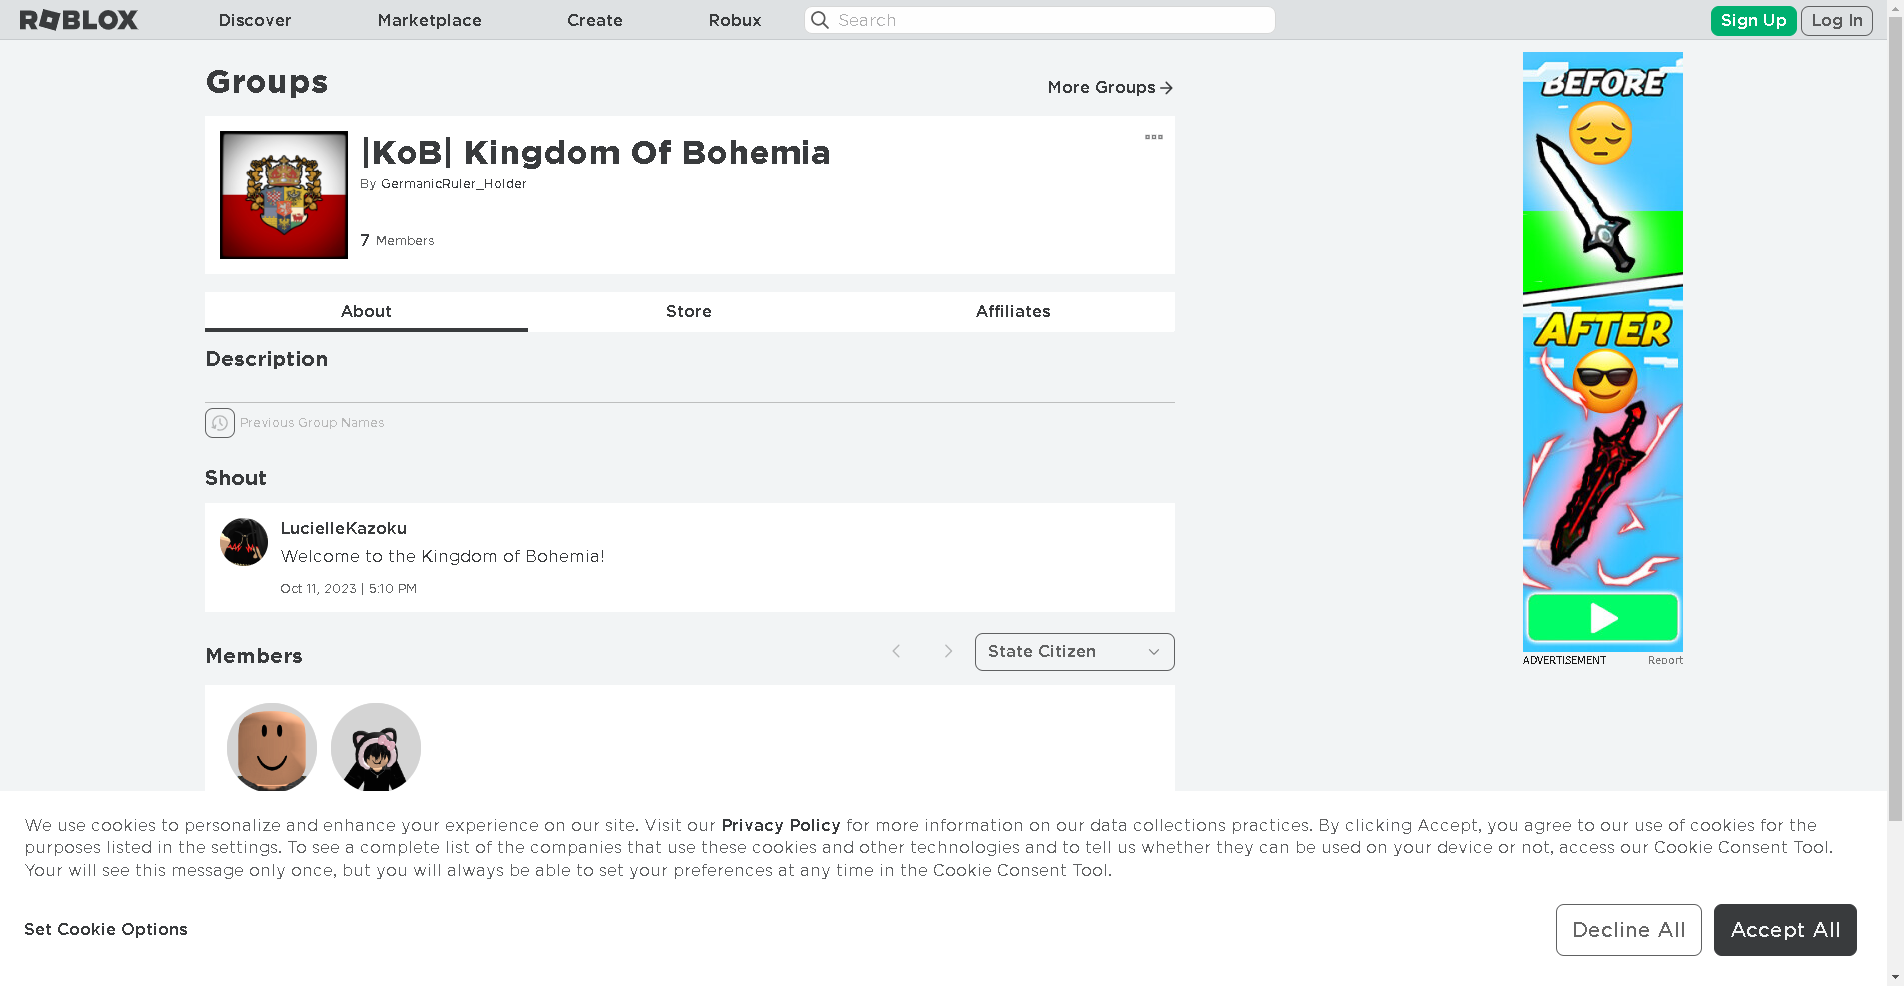 ROBLOX
Discover
Marketplace
Create
Robux
Search
Sign Up
Log In
Groups
More Groups
|KoB| Kingdom Of Bohemia
By GermanicRuler_Holder
7 Members
About
Store
Affiliates
Description
Previous Group Names
Shout
LucielleKazoku
Welcome to the Kingdom of Bohemia!
Oct 11, 2023 | 5:10 PM
Members
State Citizen
BEFORE
AFTER
ADVERTISEMENT
Report
We use cookies to personalize and enhance your experience on our site. Visit our Privacy Policy for more information on our data collections practices. By clicking Accept, you agree to our use of cookies for the
purposes listed in the settings. To see a complete list of the companies that use these cookies and other technologies and to tell us whether they can be used on your device or not, access our Cookie Consent Tool.
Your will see this message only once, but you will always be able to set your preferences at any time in the Cookie Consent Tool.
Set Cookie Options
Decline All
Accept All